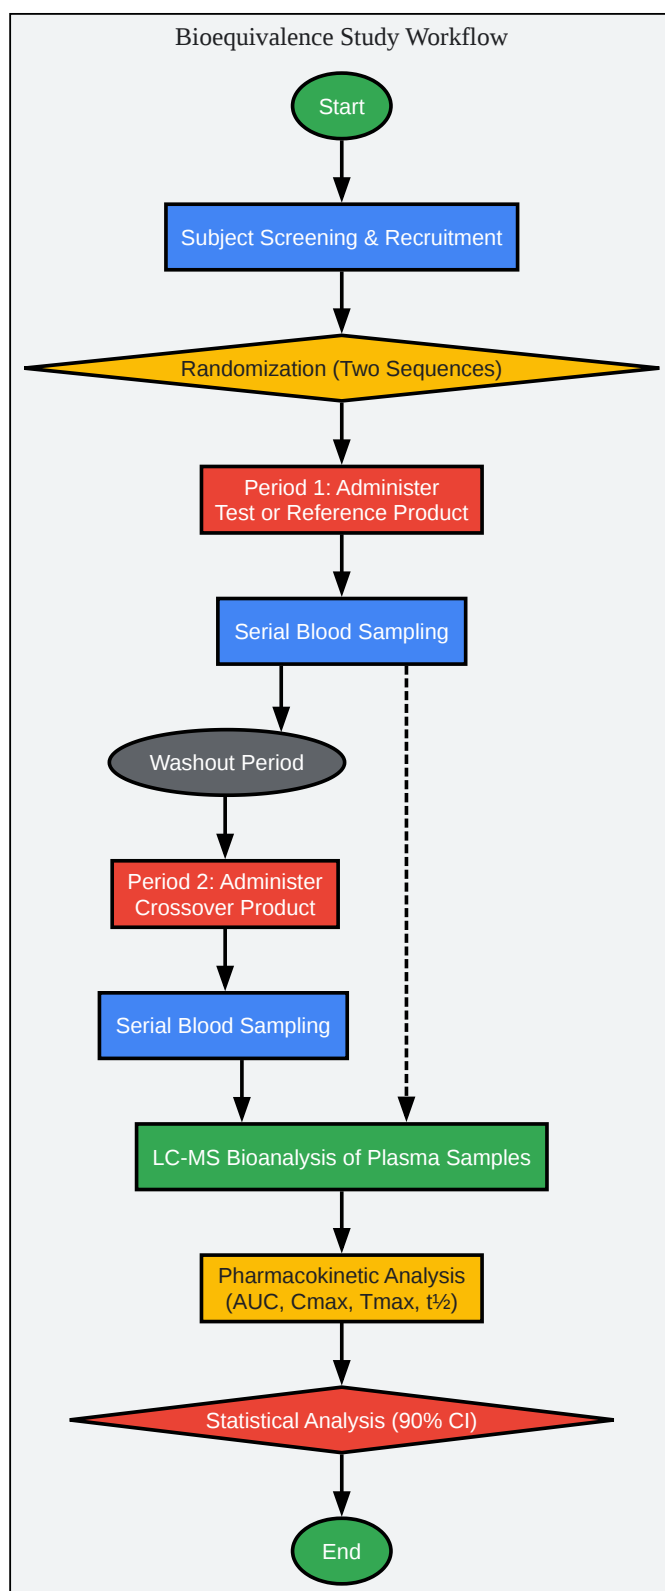 Bioequivalence Study Workflow
Start
Subject Screening & Recruitment
Randomization (Two Sequences)
Period 1: Administer
Test or Reference Product
Serial Blood Sampling
Washout Period
Period 2: Administer
Crossover Product
Serial Blood Sampling
LC-MS Bioanalysis of Plasma Samples
Pharmacokinetic Analysis
(AUC, Cmax, Tmax, t½)
Statistical Analysis (90% CI)
End